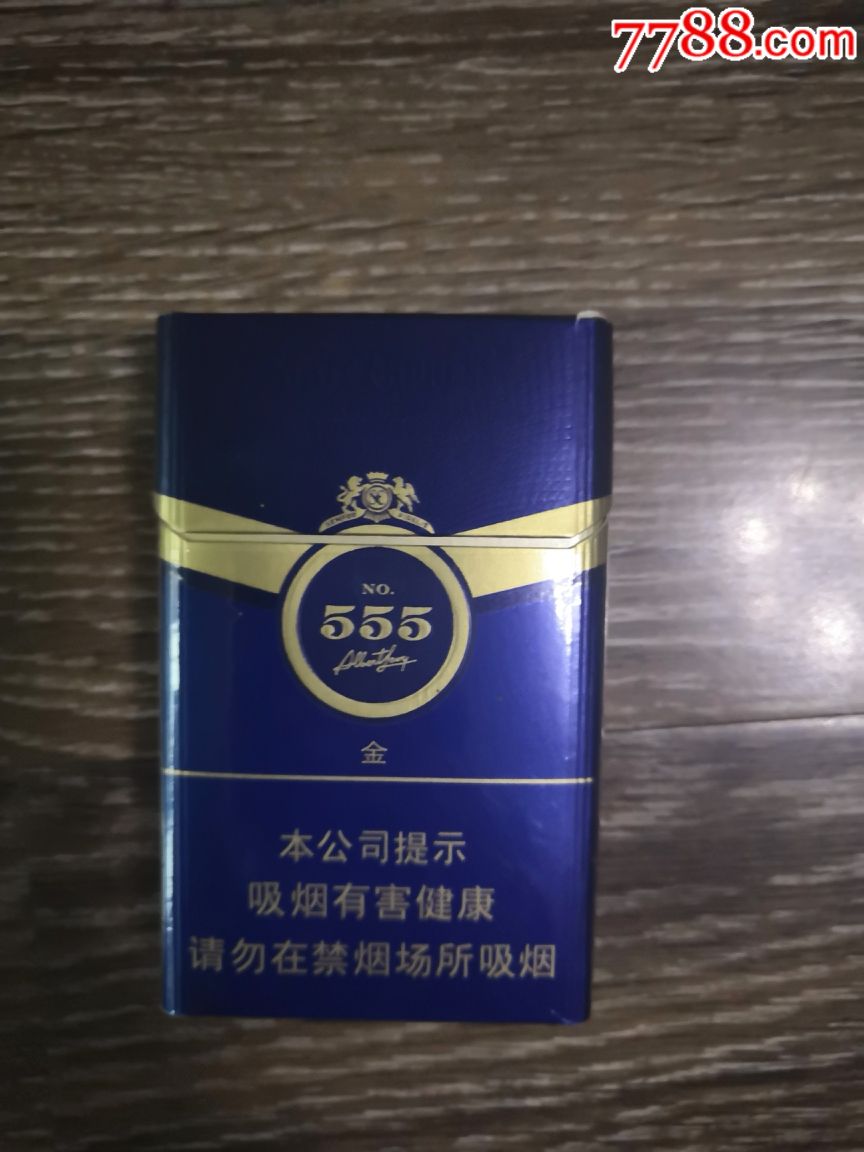 7788.com
NO.
555
金
本公司提示
吸烟有害健康
请勿在禁烟场所吸烟